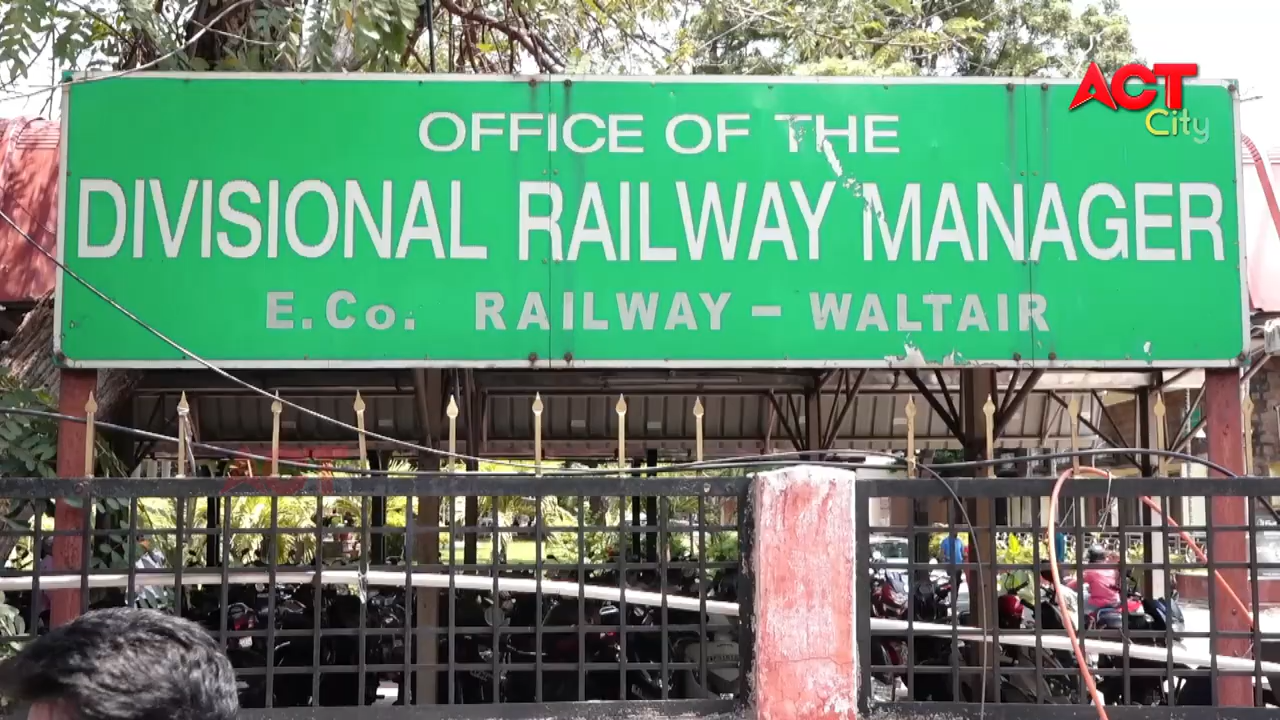 ACT
City
OFFICE OF THE
DIVISIONAL RAILWAY MANAGER
E.Co. RAILWAY - WALTAIR